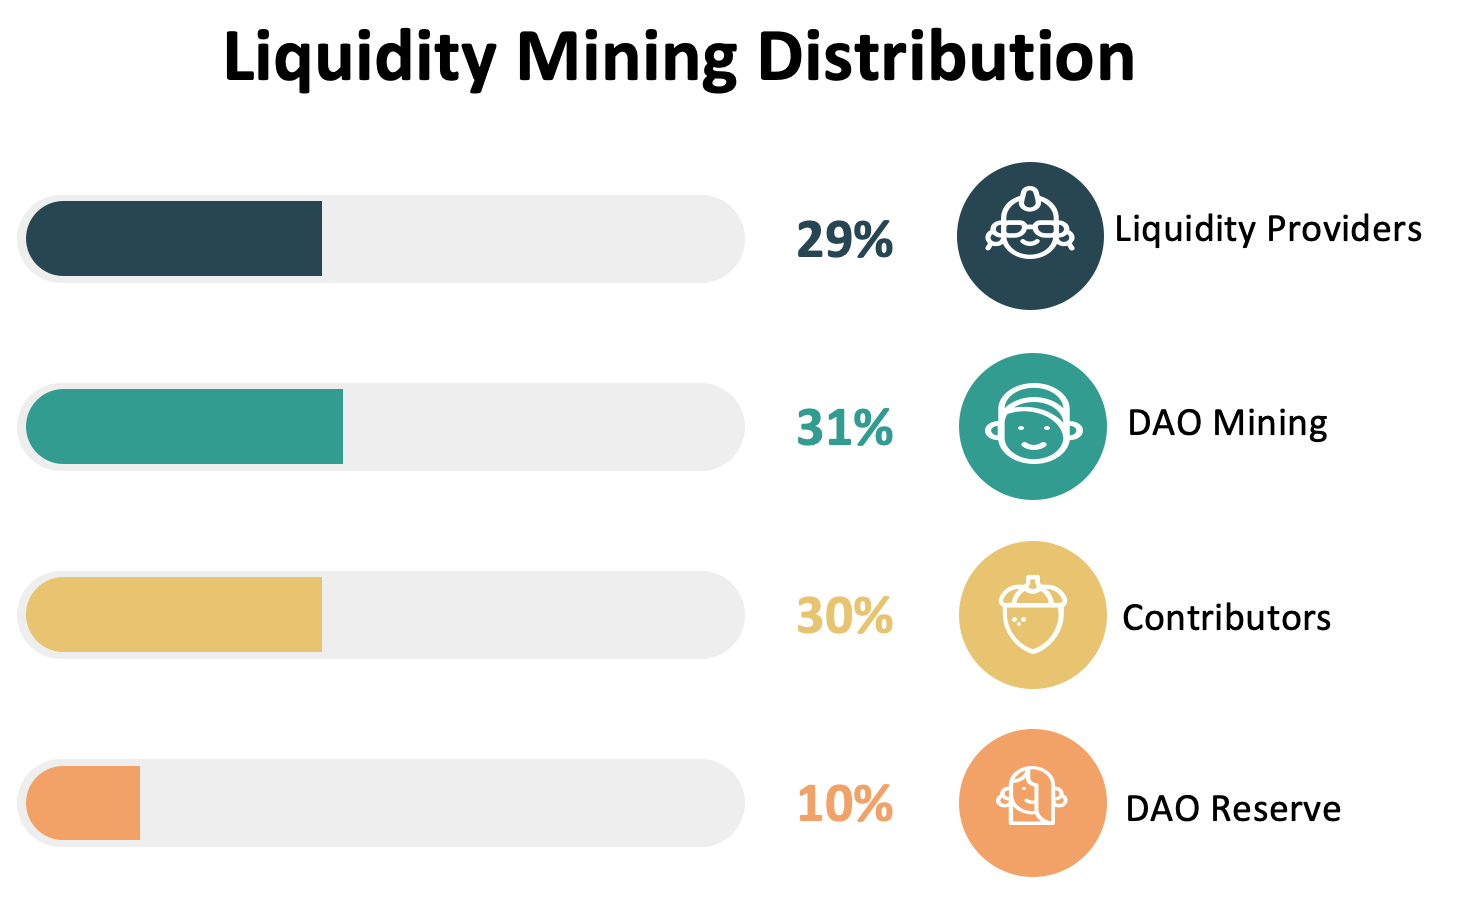 Liquidity Mining Distribution
29% Liquidity Providers
31% DAO Mining
30% Contributors
10% DAO Reserve